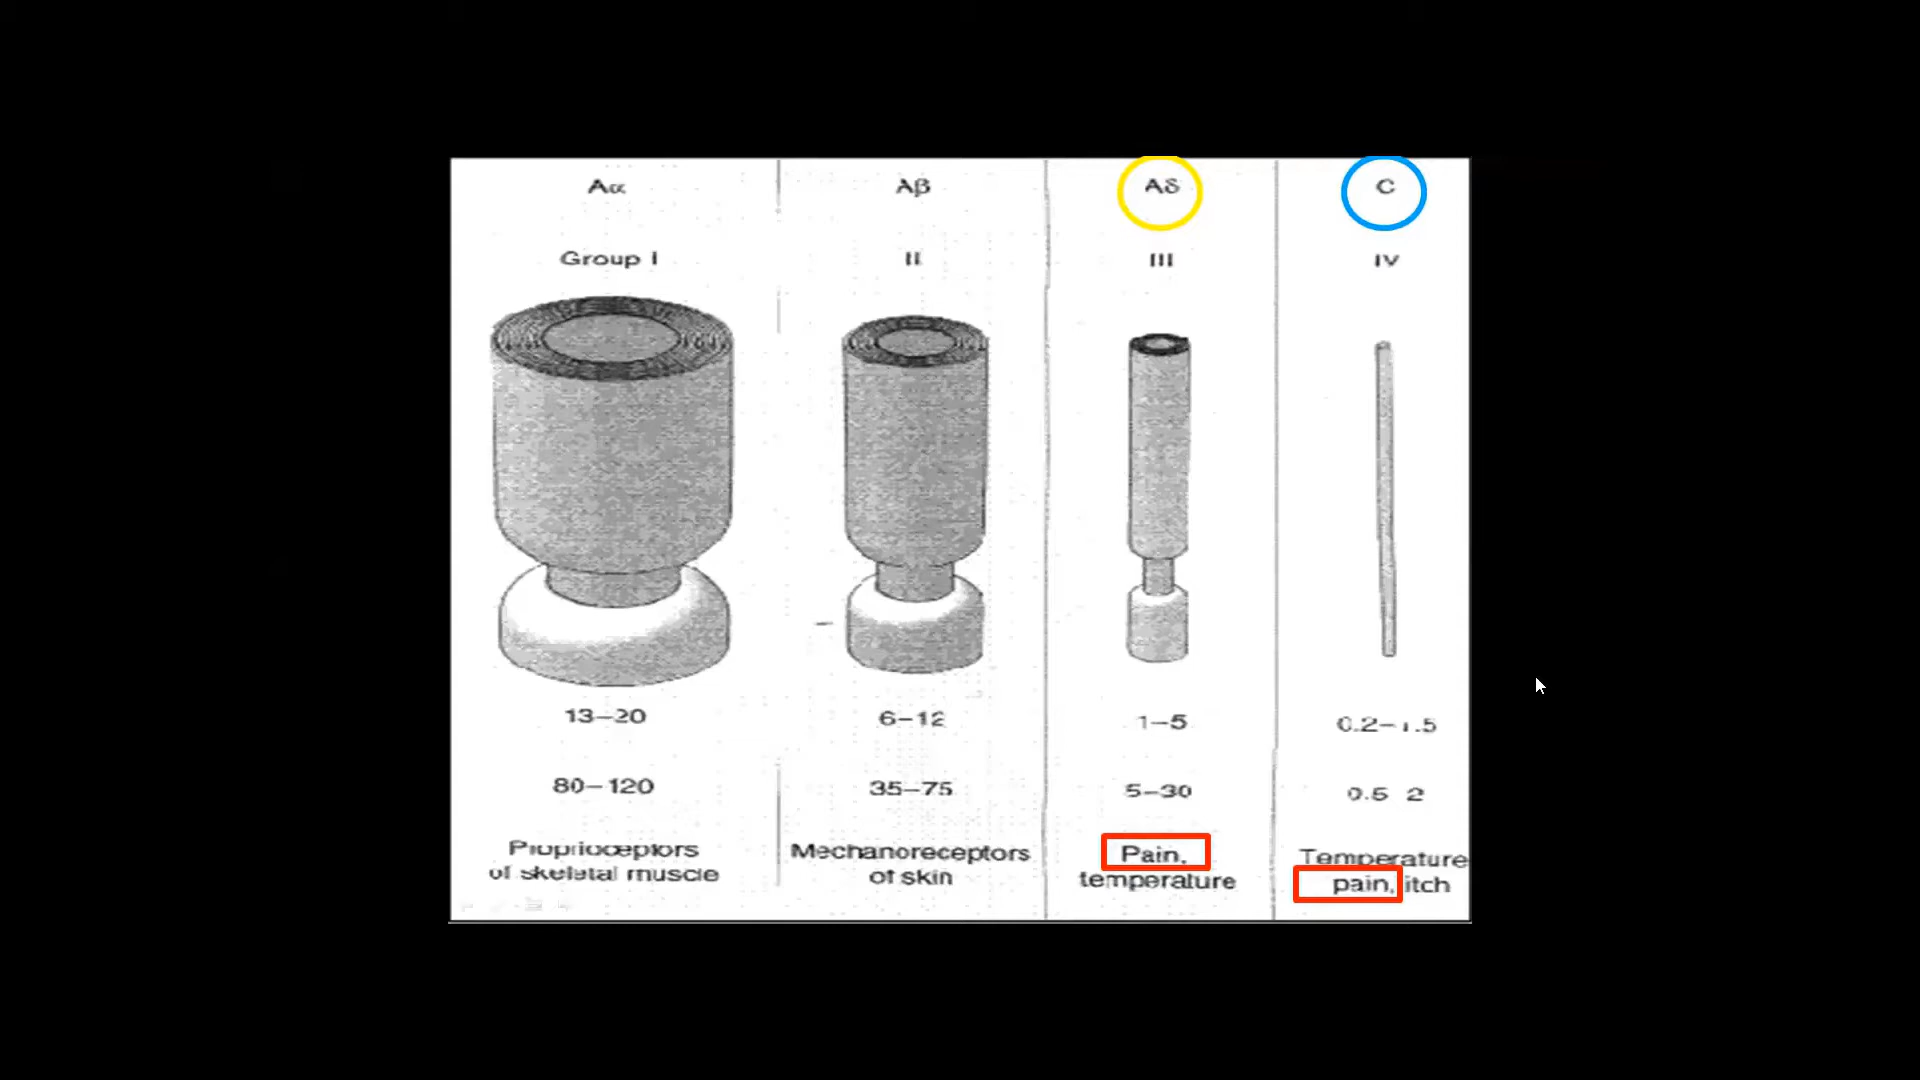 Aα Aβ Aδ C
Group I II III IV
13–20 6–12 1–5 0.2–1.5
80–120 35–75 5–30 0.5 2
Proprioceptors Mechanoreceptors Pain, Temperature
of skeletal muscle of skin temperature pain, itch